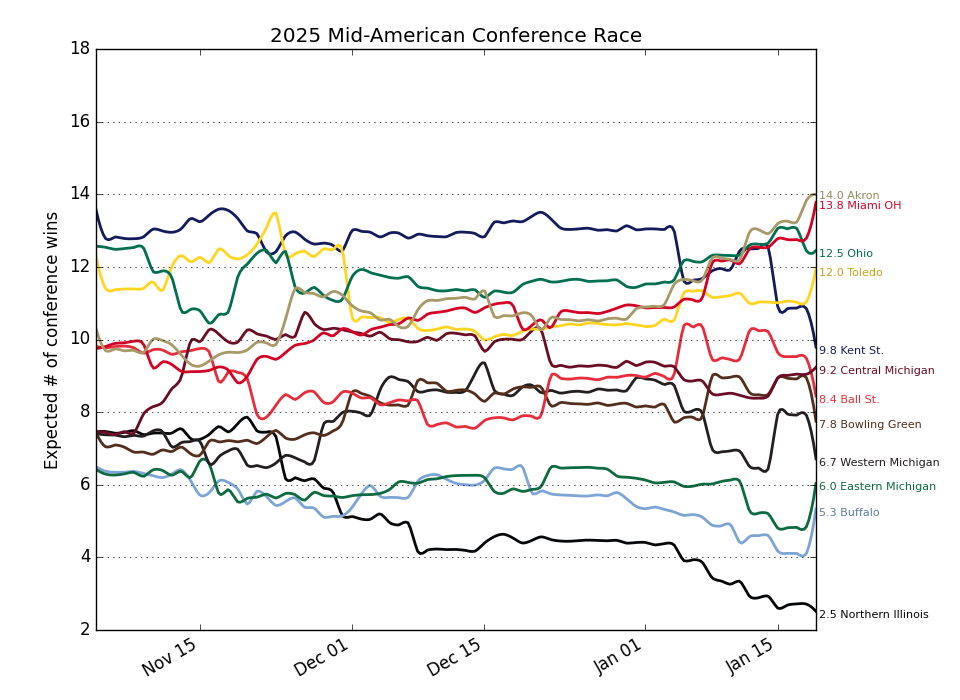 2025 Mid-American Conference Race
Expected # of conference wins
18
16
14
12
10
8
6
4
2
14.0 Akron
13.8 Miami OH
12.5 Ohio
12.0 Toledo
9.8 Kent St.
9.2 Central Michigan
8.4 Ball St.
7.8 Bowling Green
6.7 Western Michigan
6.0 Eastern Michigan
5.3 Buffalo
2.5 Northern Illinois
Nov 15
Dec 01
Dec 15
Jan 01
Jan 15